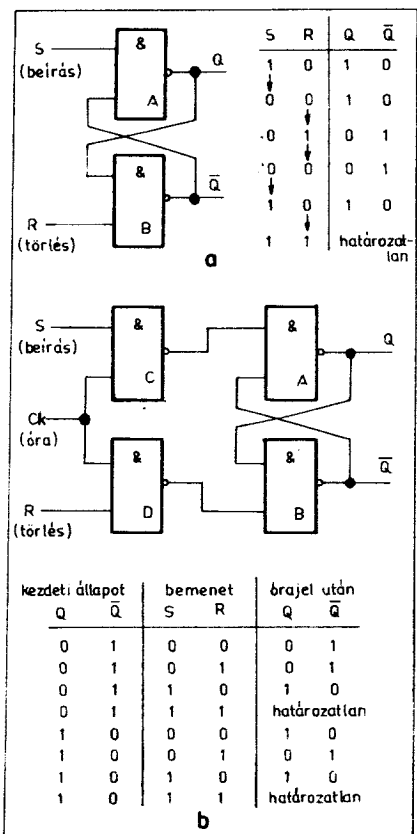 S
(beírás)
&
A
Q
&
B
Q̅
R
(törlés)
S R Q Q̅
1 0 1 0
0 0 1 0
0 1 0 1
0 0 0 1
1 0 1 0
1 1 határozat-
lan
a
S
(beírás)
&
C
&
A
Q
Ck
(óra)
&
D
&
B
Q̅
R
(törlés)
kezdeti állapot bemenet órajel után
Q Q̅ S R Q Q̅
0 1 0 0 0 1
0 1 0 1 0 1
0 1 1 0 1 0
0 1 1 1 határozatlan
1 0 0 0 1 0
1 0 0 1 0 1
1 0 1 0 1 0
1 0 1 1 határozatlan
b